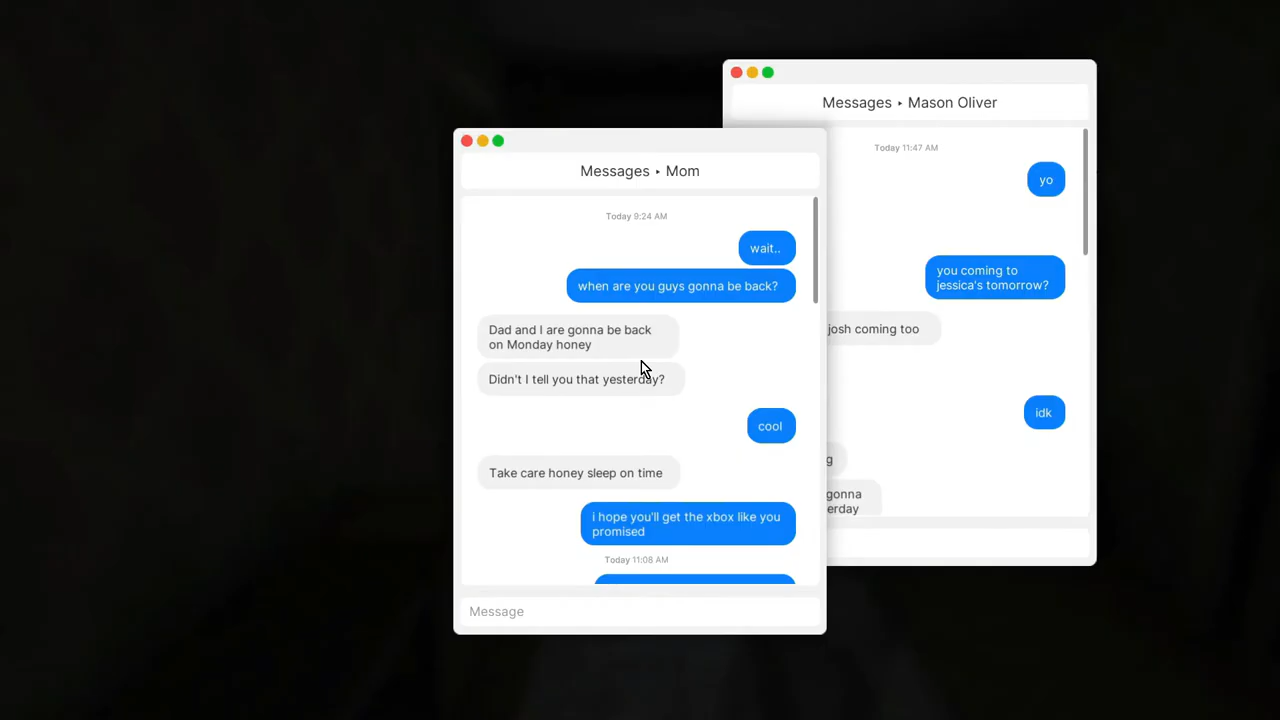 Messages ▸ Mason Oliver
Today 11:47 AM
yo
you coming to
jessica's tomorrow?
josh coming too
idk
g
gonna
erday
Messages ▸ Mom
Today 9:24 AM
wait..
when are you guys gonna be back?
Dad and I are gonna be back
on Monday honey
Didn't I tell you that yesterday?
cool
Take care honey sleep on time
i hope you'll get the xbox like you
promised
Today 11:08 AM
Message